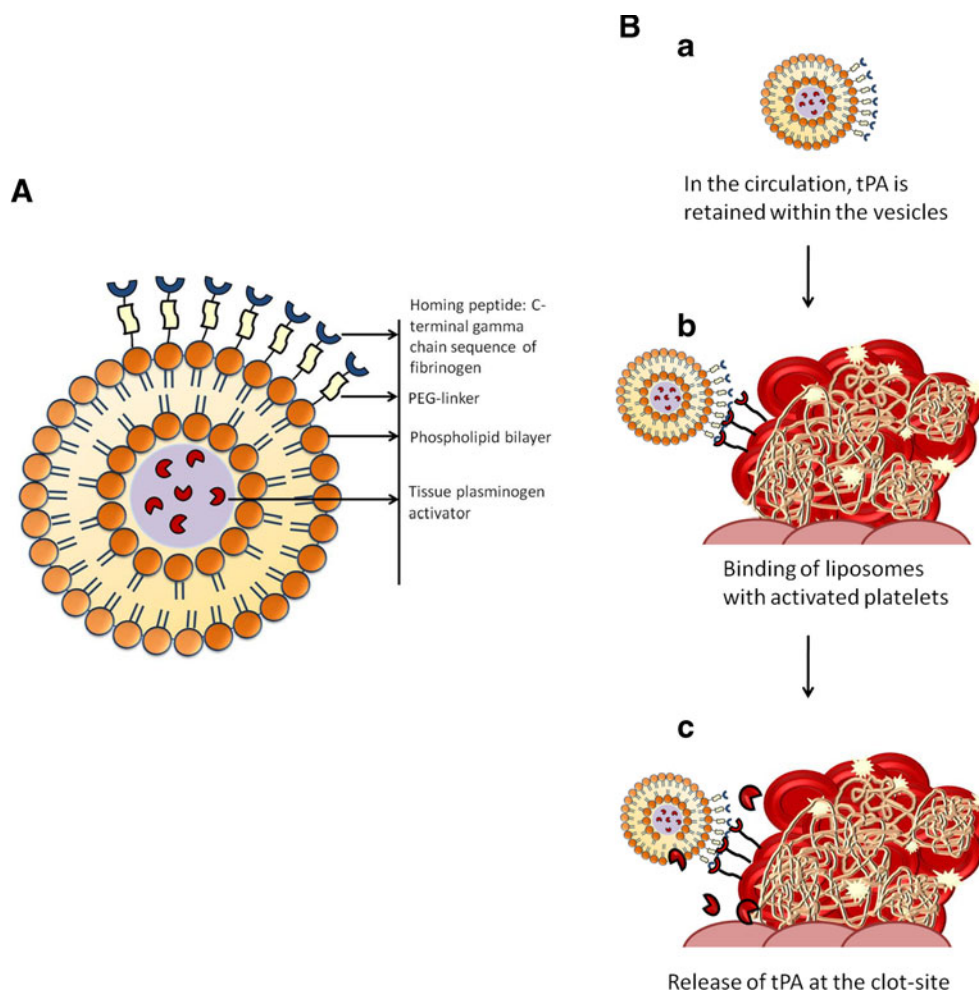 A
Homing peptide: C-
terminal gamma
chain sequence of
fibrinogen
PEG-linker
Phospholipid bilayer
Tissue plasminogen
activator
B
a
In the circulation, tPA is
retained within the vesicles
b
Binding of liposomes
with activated platelets
c
Release of tPA at the clot-site